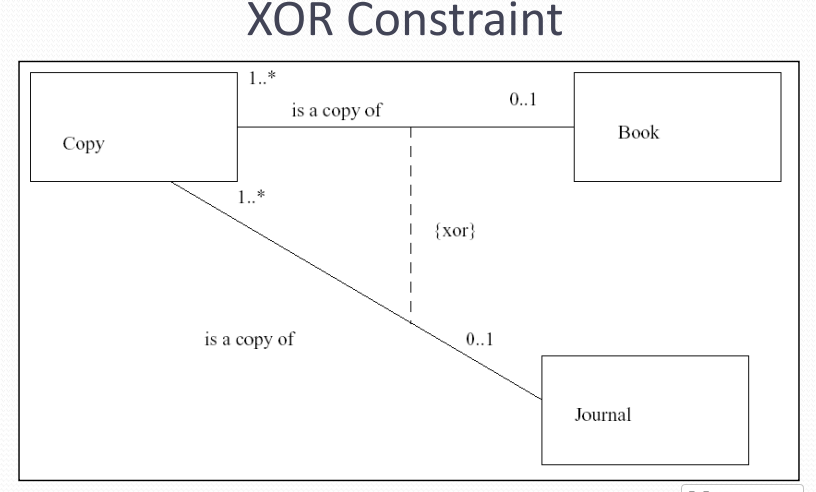 XOR Constraint
1..*
is a copy of
0..1
Copy
Book
1..*
{xor}
is a copy of
0..1
Journal